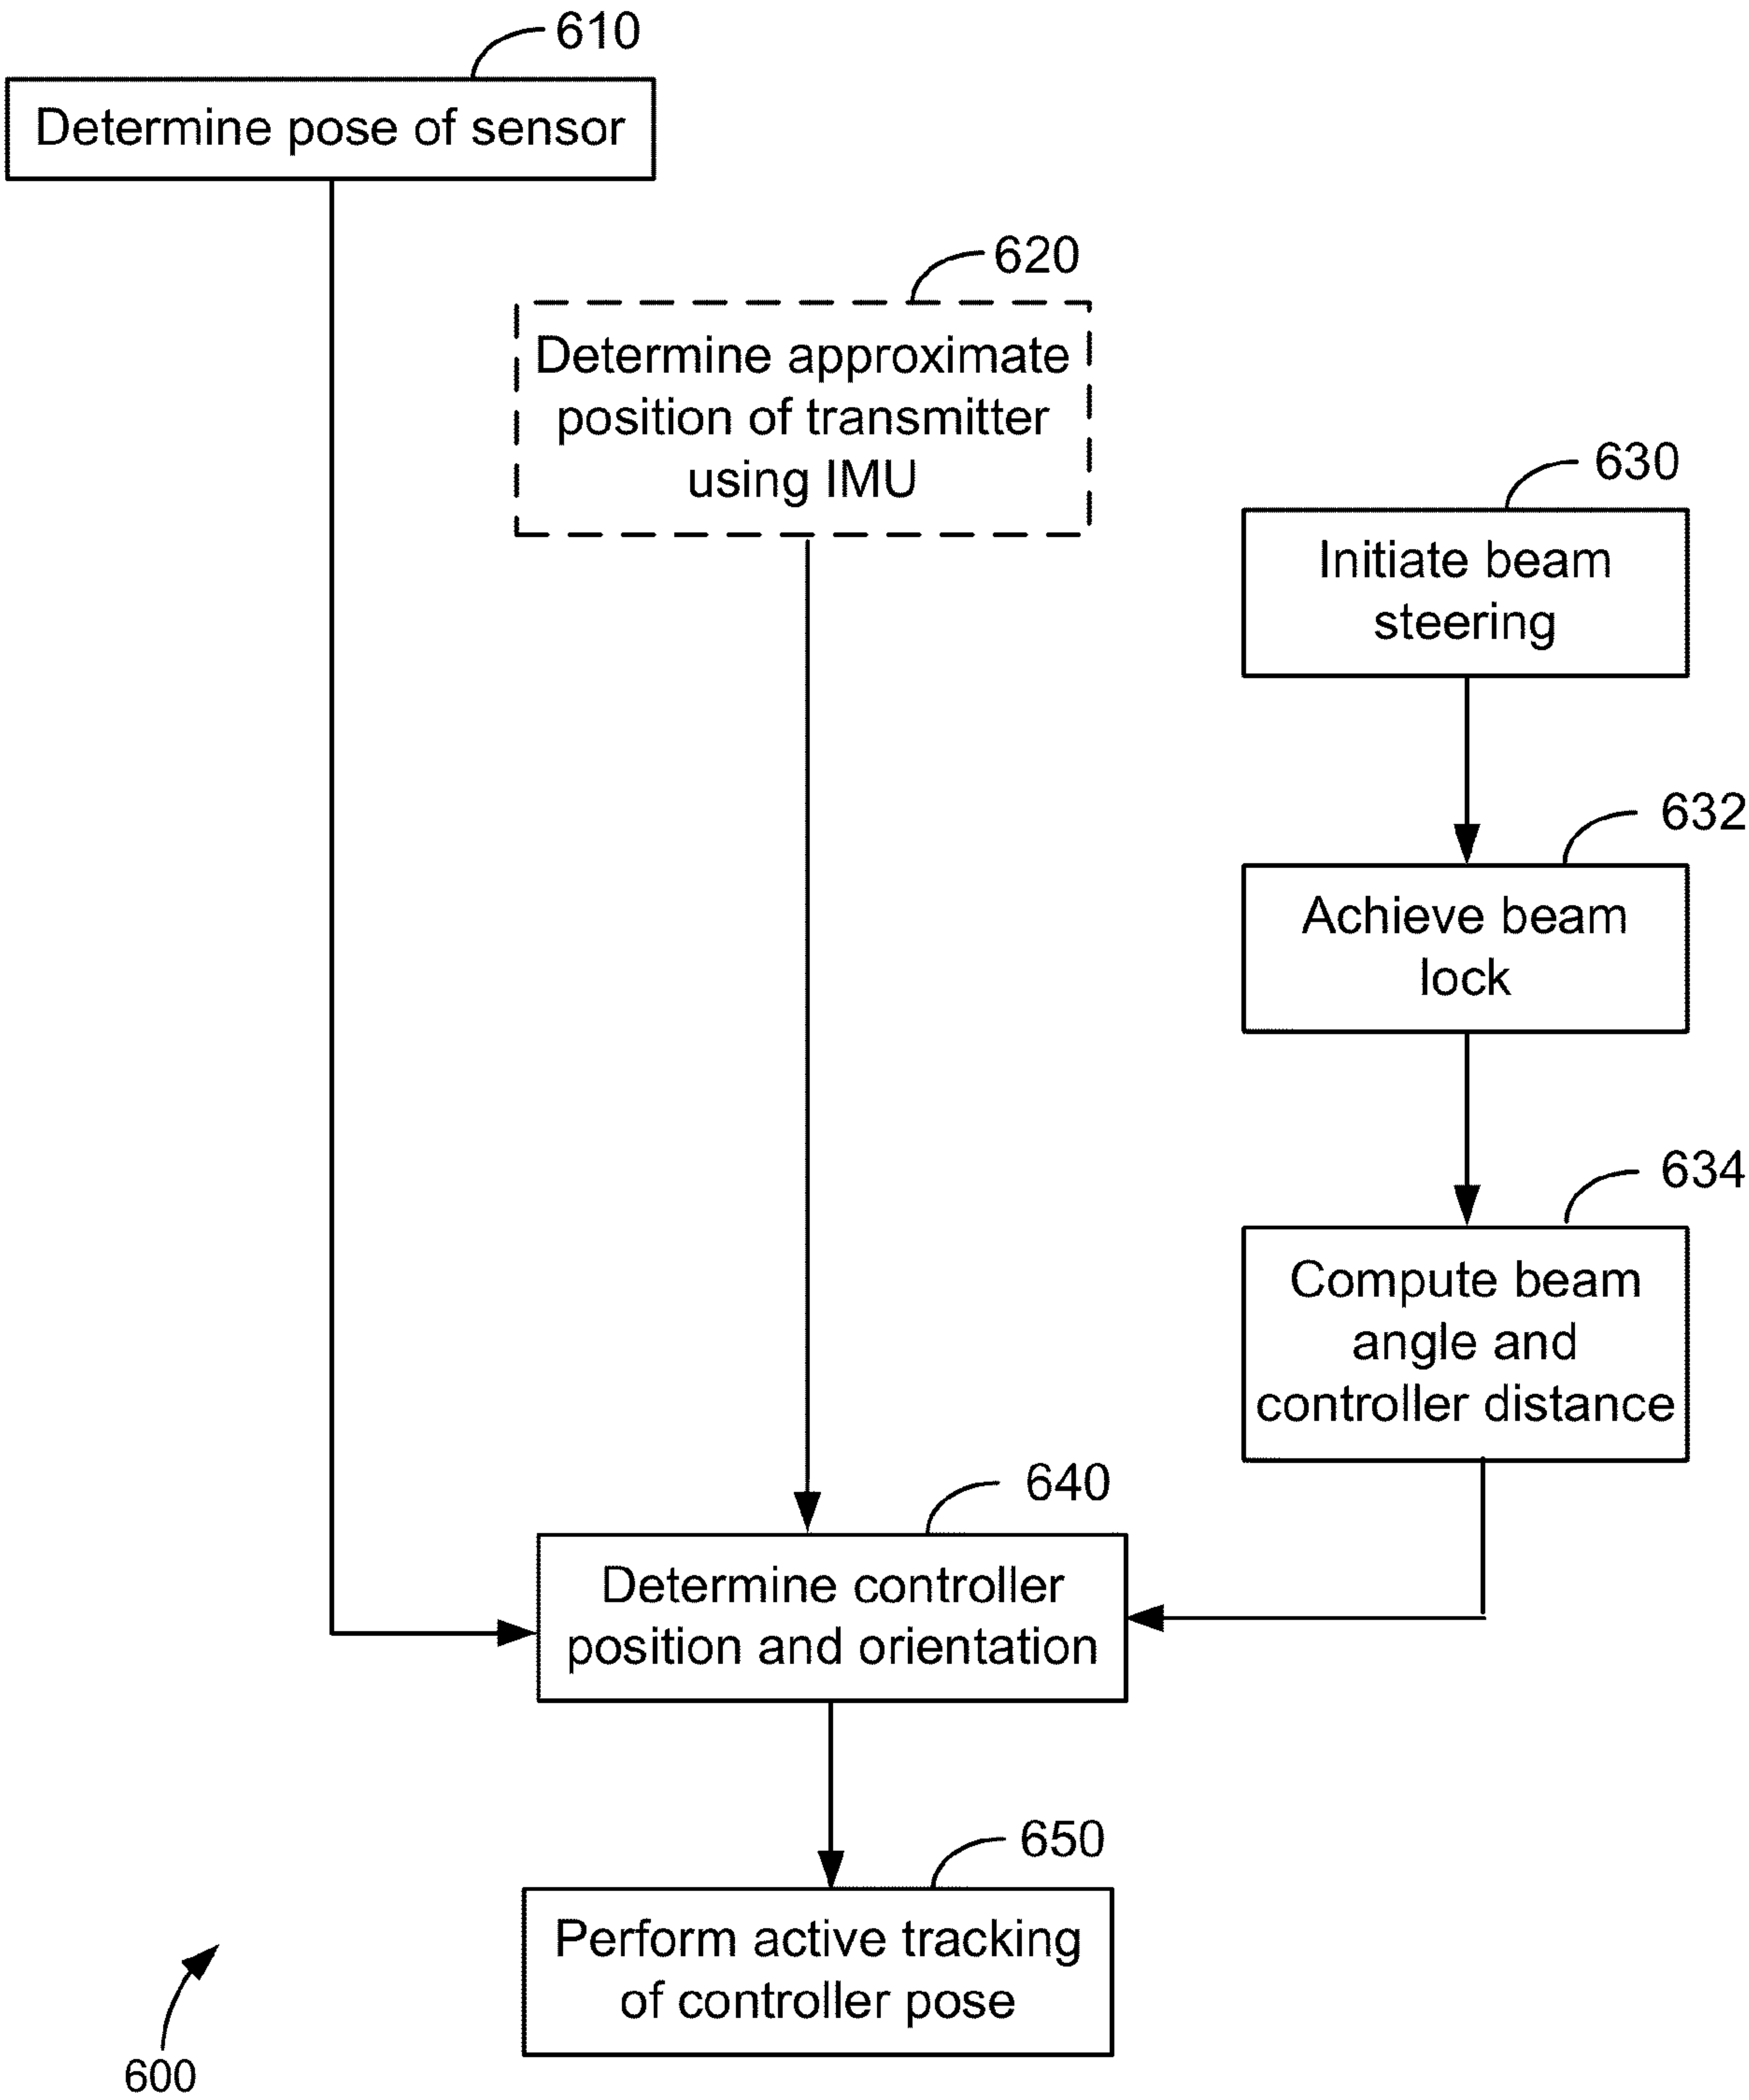 610
Determine pose of sensor
620
Determine approximate
position of transmitter
using IMU
630
Initiate beam
steering
632
Achieve beam
lock
634
Compute beam
angle and
controller distance
640
Determine controller
position and orientation
650
Perform active tracking
of controller pose
600